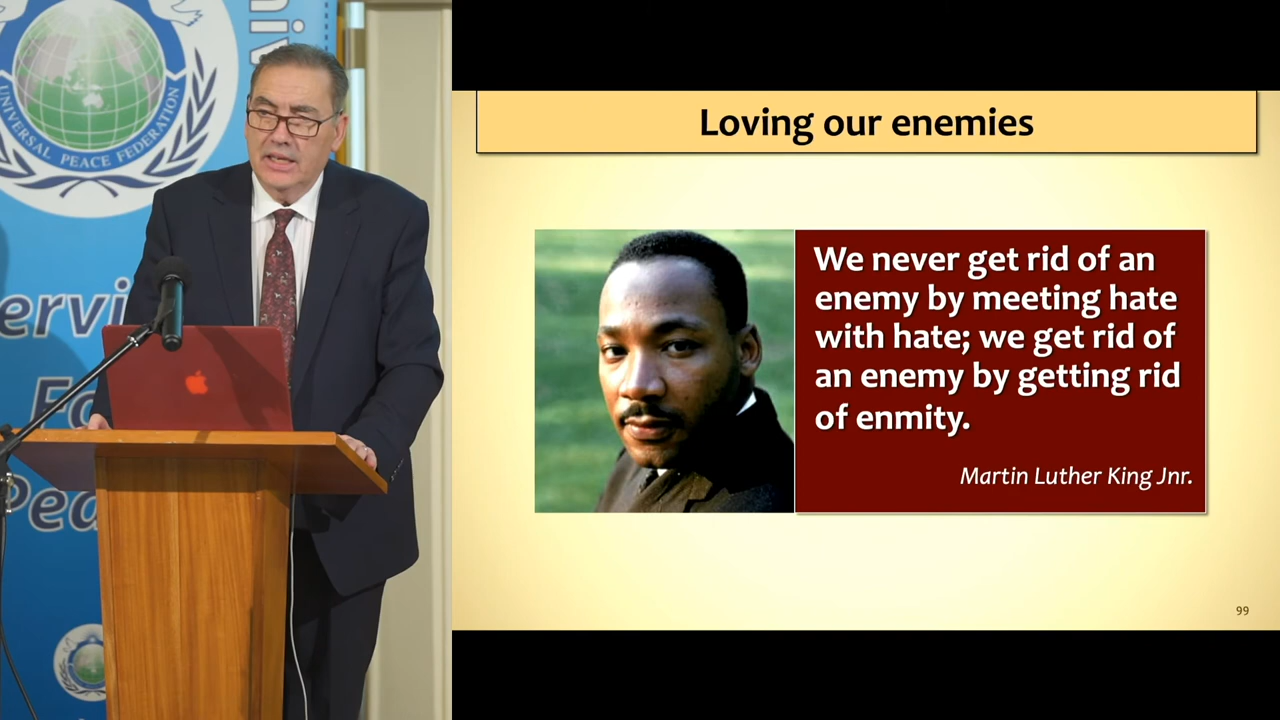 UNIVERSAL PEACE FEDERATION
Loving our enemies
We never get rid of an
enemy by meeting hate
with hate; we get rid of
an enemy by getting rid
of enmity.
Martin Luther King Jnr.
99